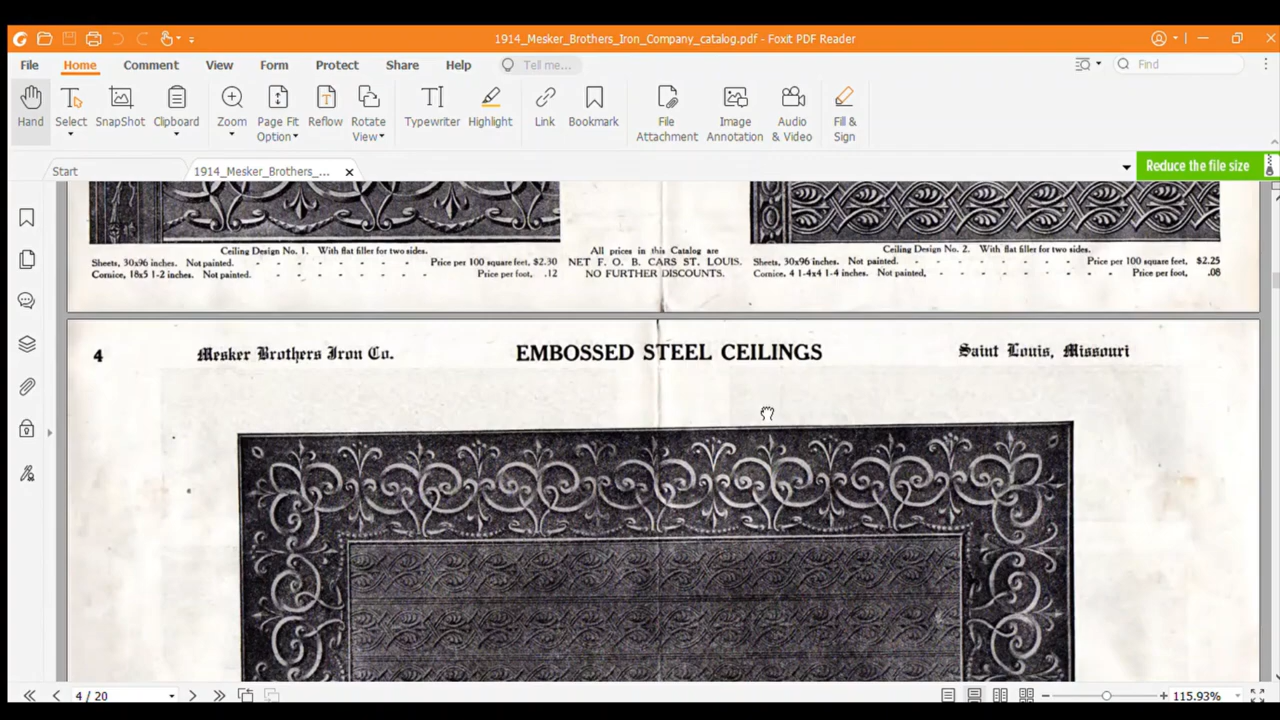 1914_Mesker_Brothers_Iron_Company_catalog.pdf - Foxit PDF Reader
File Home Comment View Form Protect Share Help Tell me... Find
Hand Select SnapShot Clipboard Zoom Page Fit Option Reflow Rotate View Typewriter Highlight Link Bookmark File Attachment Image Annotation Audio & Video Fill & Sign
Start 1914_Mesker_Brothers_... Reduce the file size
Ceiling Design No. 1. With flat filler for two sides.
Sheets, 30x96 inches. Not painted. - - - - - - Price per 100 square feet, $2.30
Cornice, 18x5 1-2 inches. Not painted. - - - - - - - Price per foot, .12
All prices in this Catalog are
NET F. O. B. CARS ST. LOUIS.
NO FURTHER DISCOUNTS.
Ceiling Design No. 2. With flat filler for two sides.
Sheets, 30x96 inches. Not painted. - - - - - - Price per 100 square feet, $2.25
Cornice, 4 1-4x4 1-4 inches. Not painted, - - - - - - - Price per foot, .08
4 Mesker Brothers Iron Co. EMBOSSED STEEL CEILINGS Saint Louis, Missouri
4 / 20 115.93%